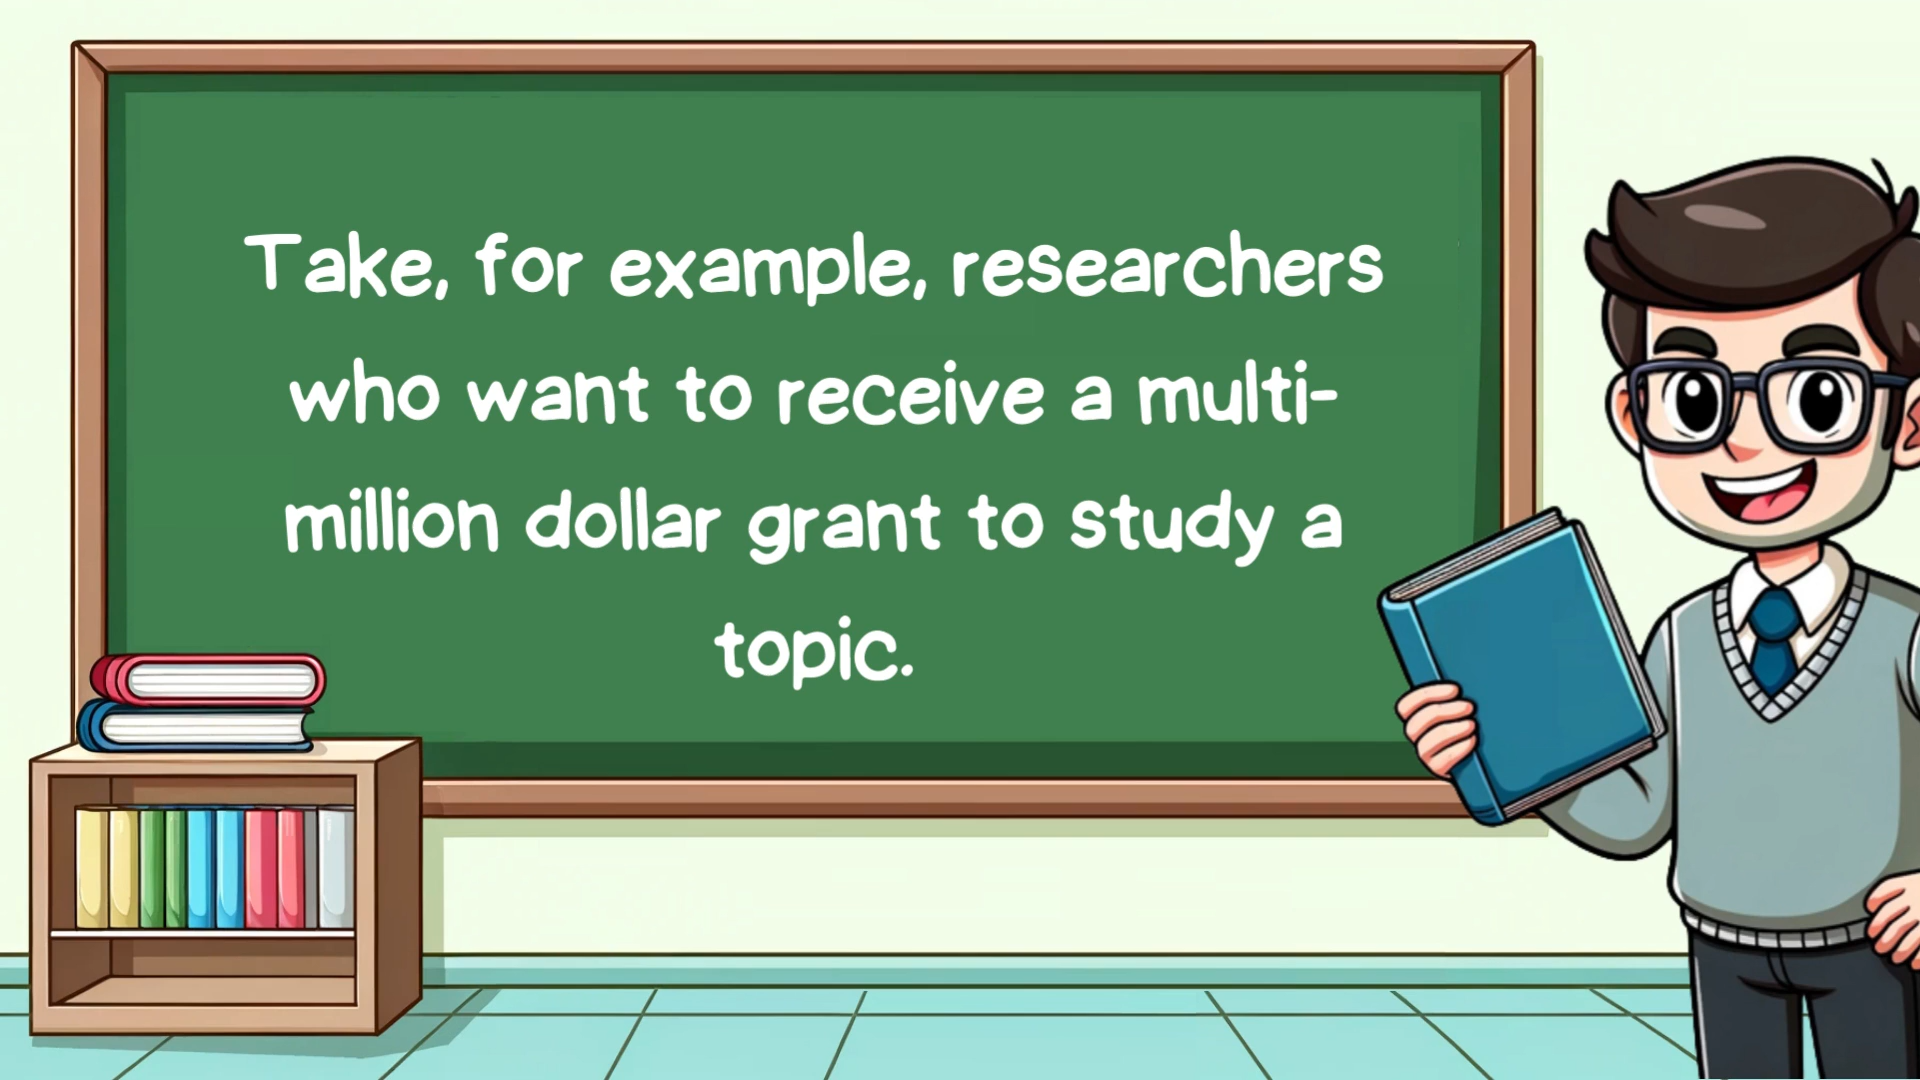 Take, for example, researchers
who want to receive a multi-
million dollar grant to study a
topic.